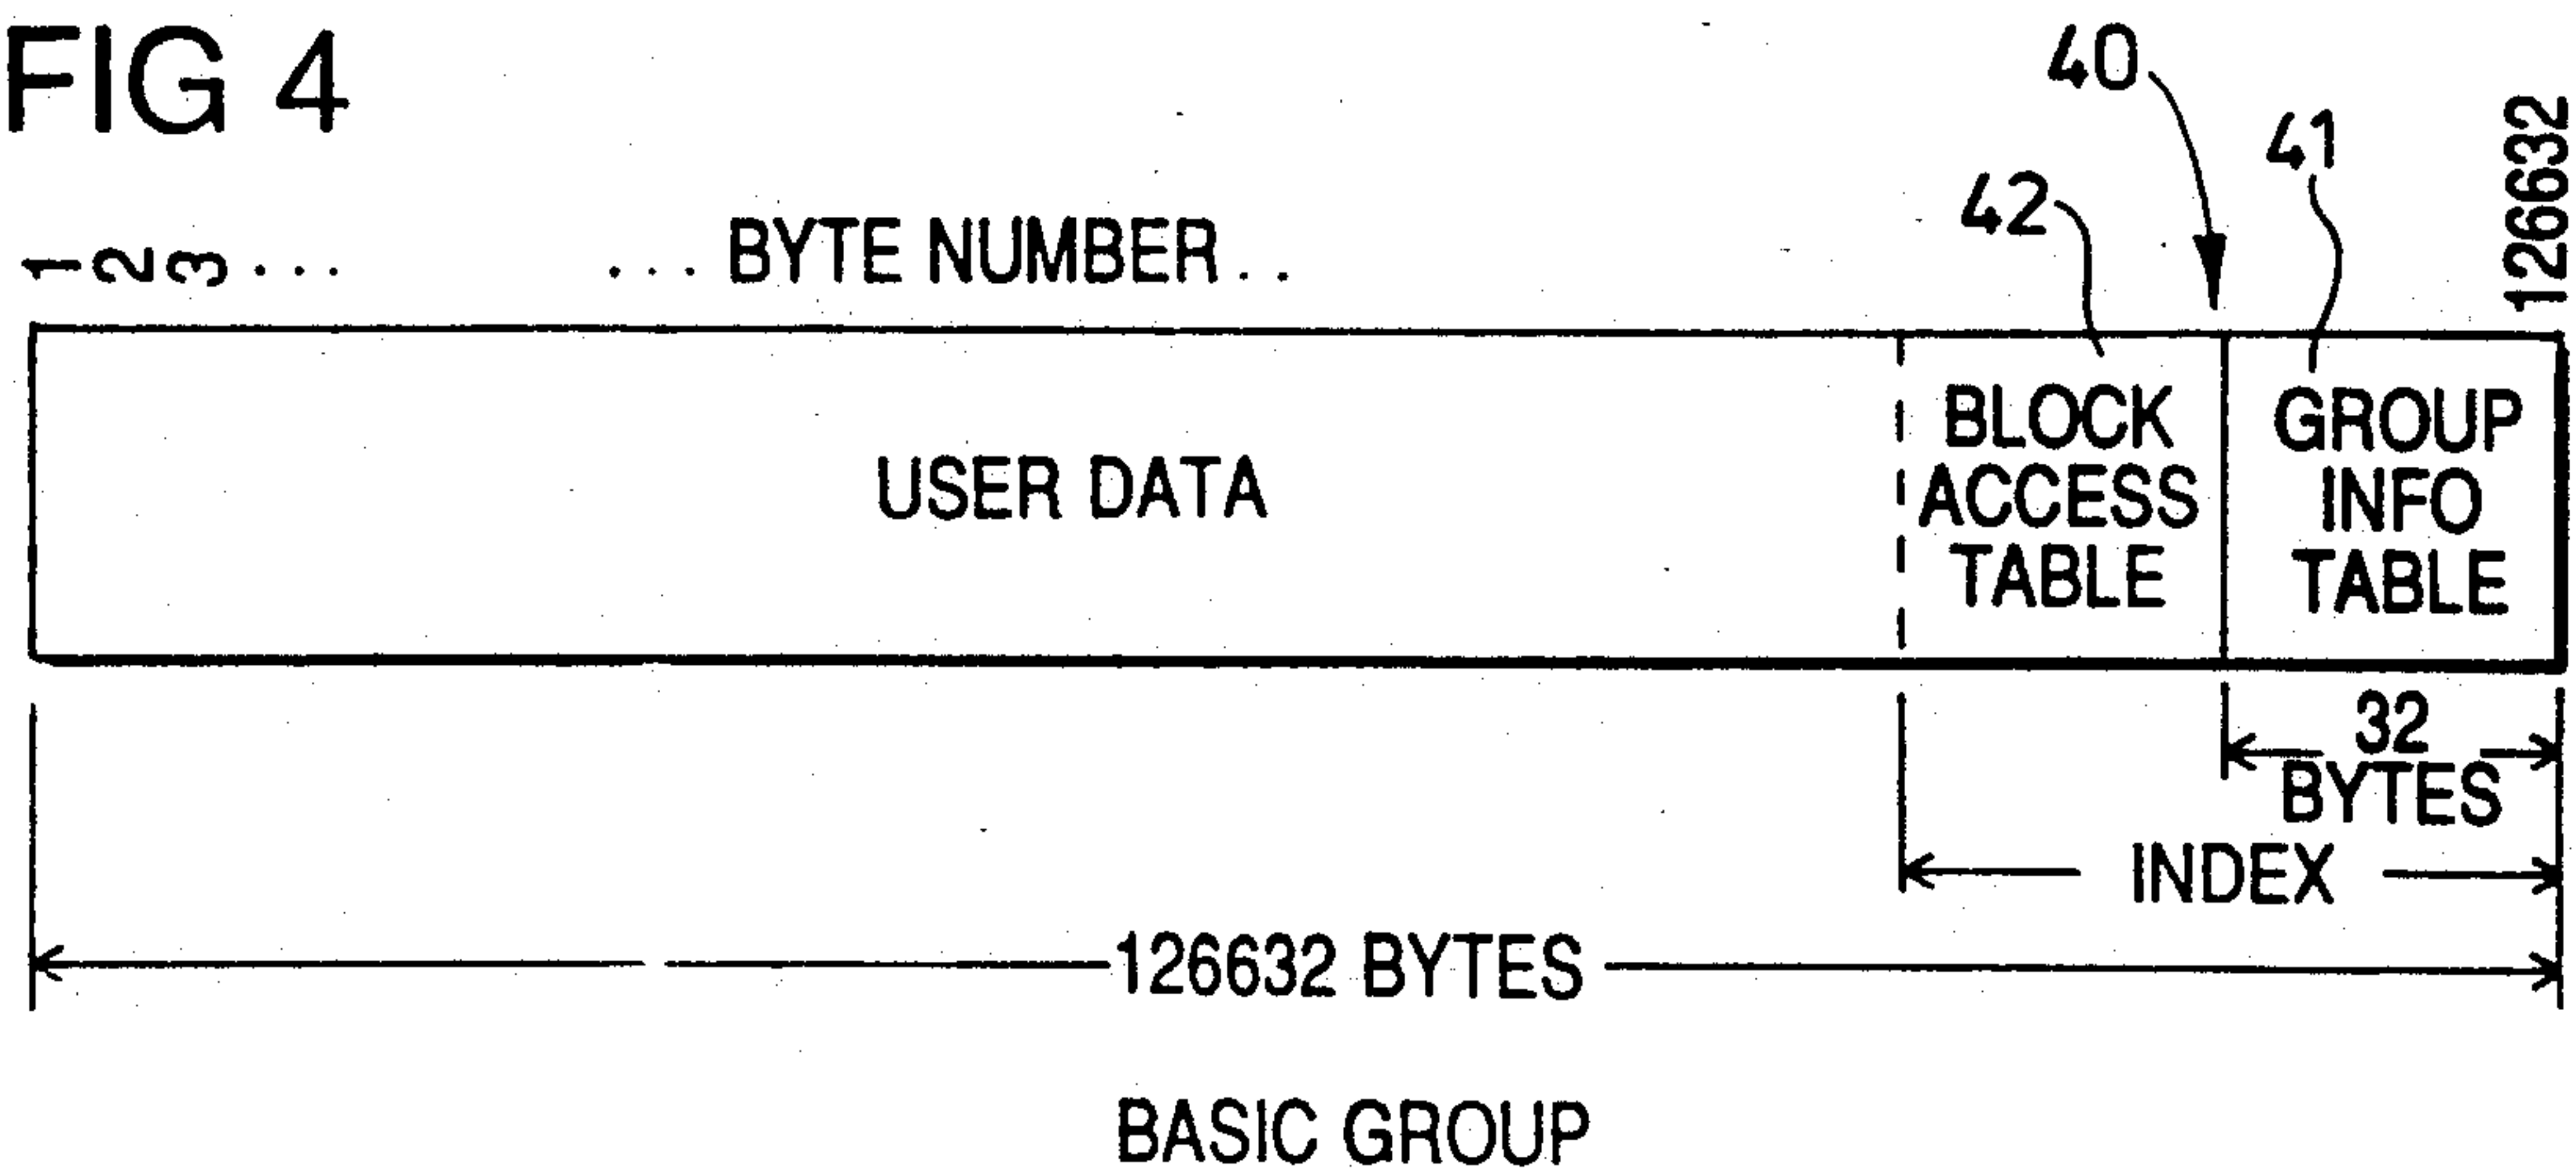 FIG 4
40
41
42
126632
1 2 3 ... ... BYTE NUMBER ..
USER DATA
BLOCK
ACCESS
TABLE
GROUP
INFO
TABLE
32
BYTES
INDEX
126632 BYTES
BASIC GROUP